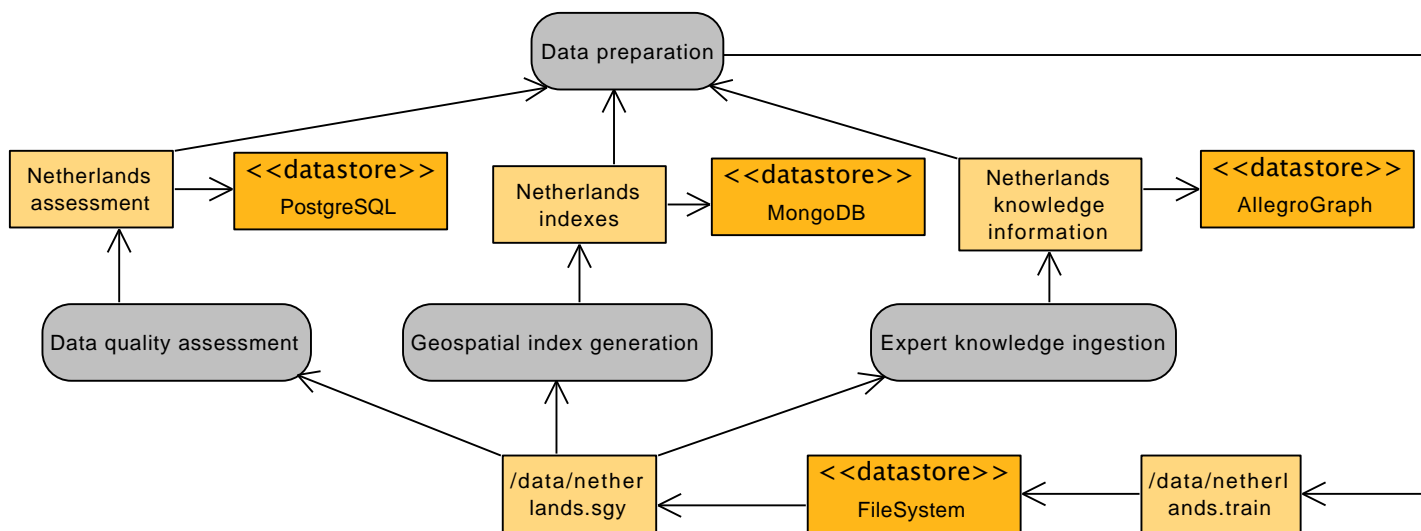 Data preparation
Netherlands
assessment
<<datastore>>
PostgreSQL
Netherlands
indexes
<<datastore>>
MongoDB
Netherlands
knowledge
information
<<datastore>>
AllegroGraph
Data quality assessment
Geospatial index generation
Expert knowledge ingestion
/data/nether
lands.sgy
<<datastore>>
FileSystem
/data/netherl
ands.train